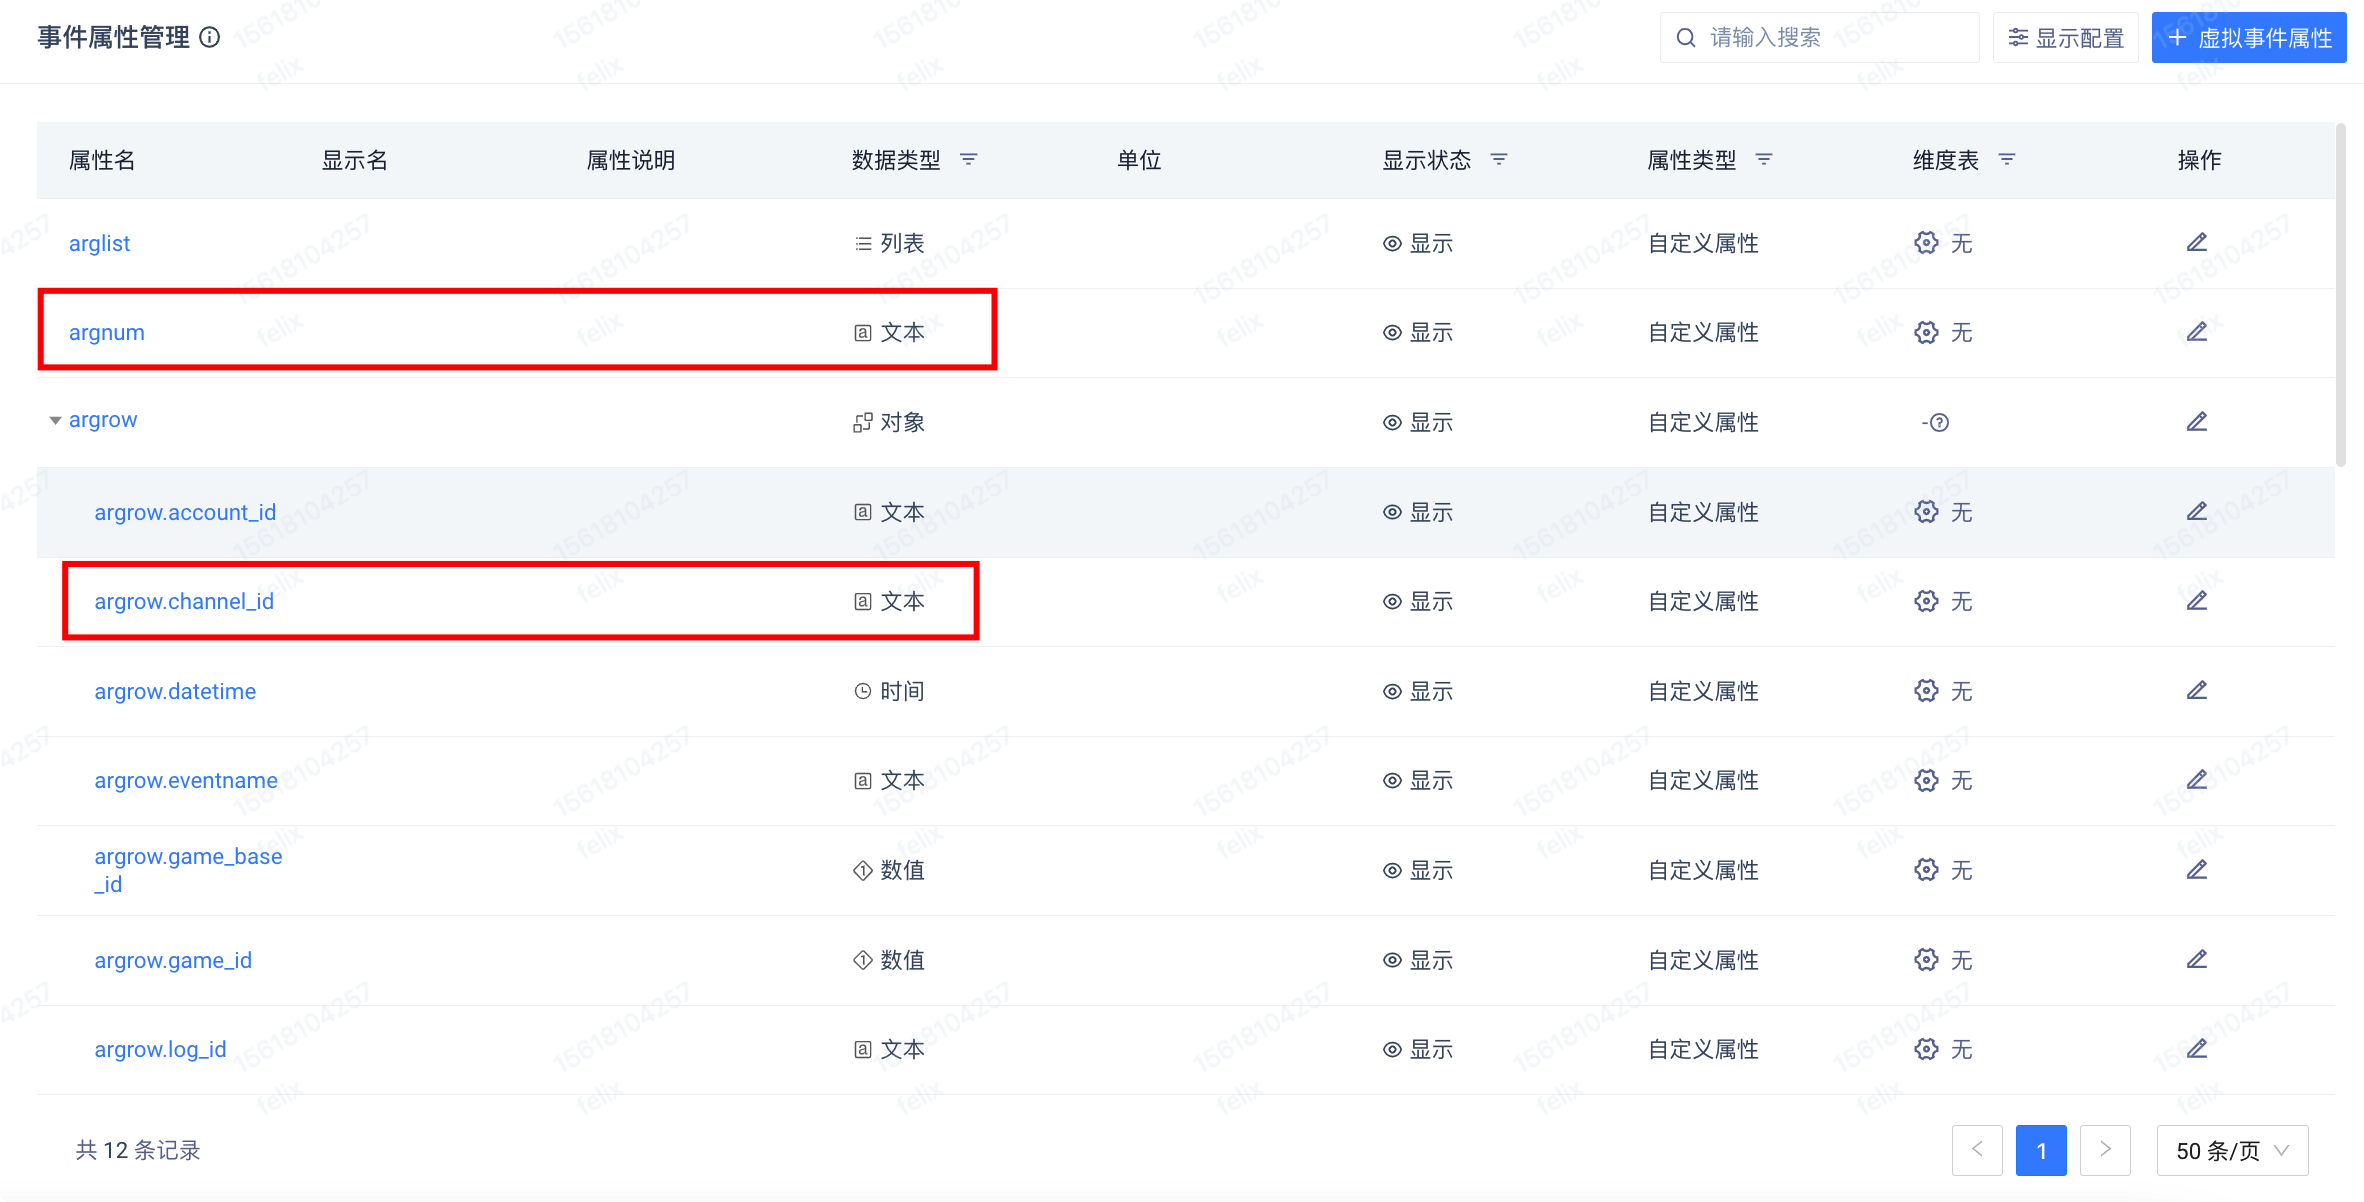 事件属性管理
请输入搜索
显示配置
+ 虚拟事件属性
属性名 显示名 属性说明 数据类型 单位 显示状态 属性类型 维度表 操作
arglist 列表 显示 自定义属性 无
argnum 文本 显示 自定义属性 无
argrow 对象 显示 自定义属性 -
argrow.account_id 文本 显示 自定义属性 无
argrow.channel_id 文本 显示 自定义属性 无
argrow.datetime 时间 显示 自定义属性 无
argrow.eventname 文本 显示 自定义属性 无
argrow.game_base
_id 数值 显示 自定义属性 无
argrow.game_id 数值 显示 自定义属性 无
argrow.log_id 文本 显示 自定义属性 无
共 12 条记录
< 1 > 50 条/页
15618104257
felix